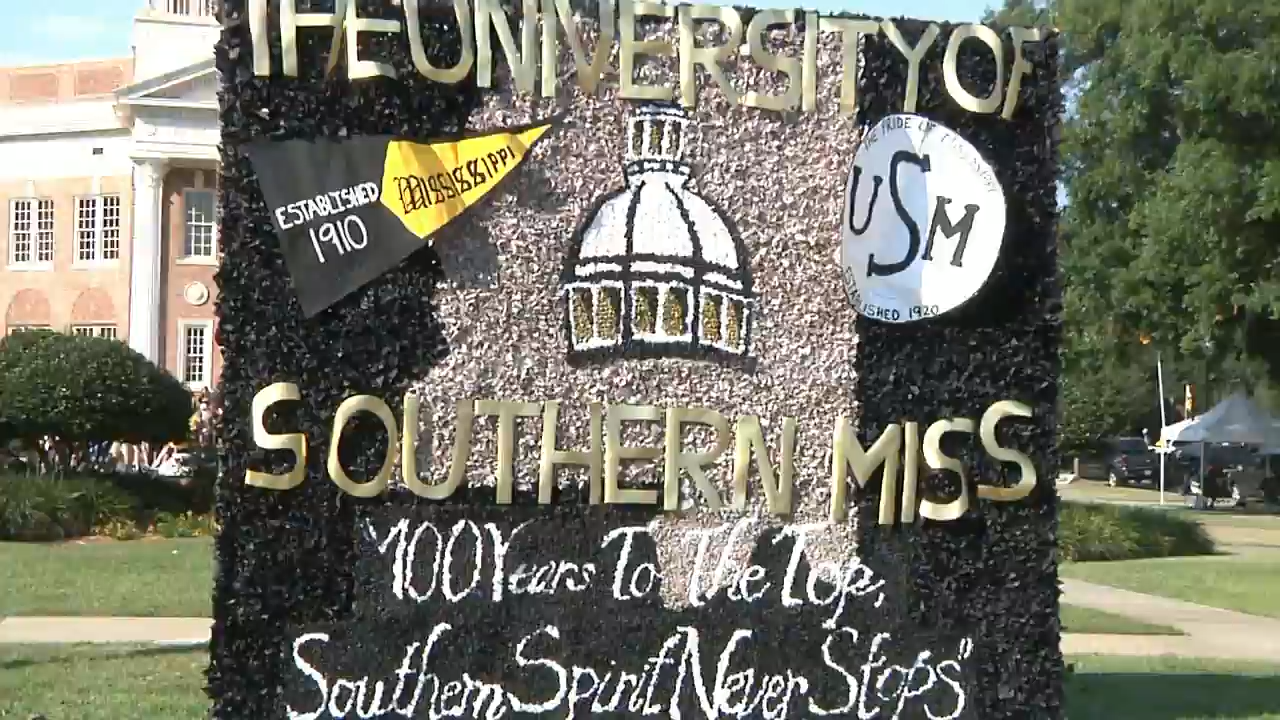 THE UNIVERSITY OF
ESTABLISHED
1910
MISSISSIPPI
THE PRIDE OF MISSISSIPPI
USM
ESTABLISHED 1920
SOUTHERN MISS
"100 Years To The Top,
Southern Spirit Never Stops"